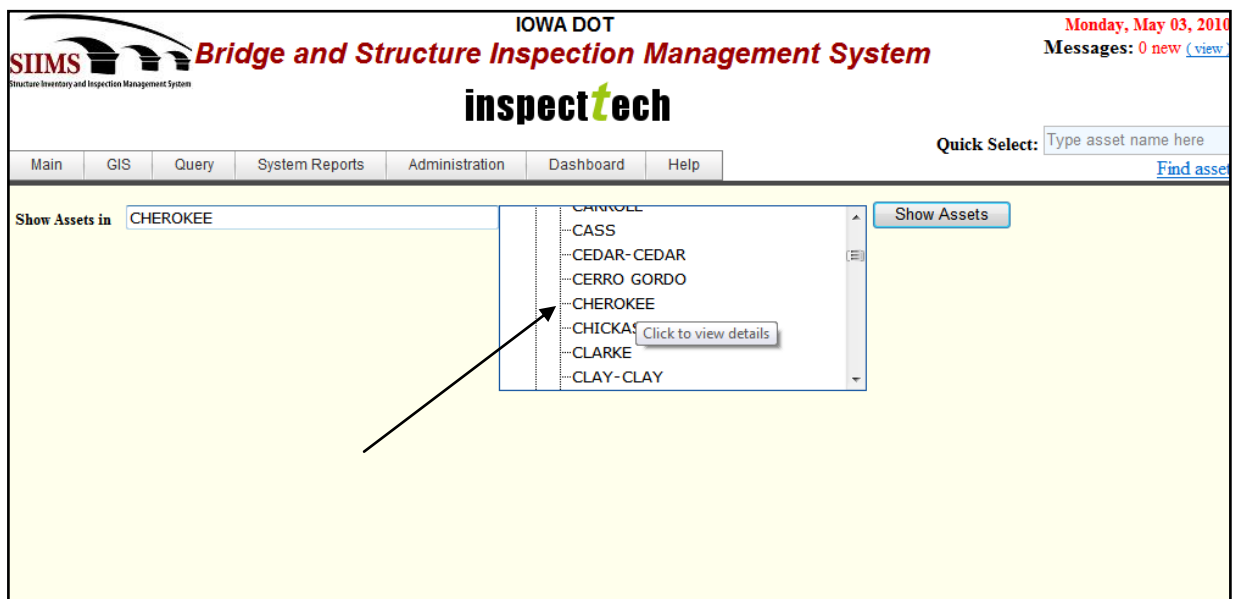 IOWA DOT
Monday, May 03, 2010
SIIMS
Structure Inventory and Inspection Management System
Bridge and Structure Inspection Management System
Messages: 0 new ( view )
inspecttech
Quick Select: Type asset name here
Main GIS Query System Reports Administration Dashboard Help
Find asset
Show Assets in CHEROKEE
Show Assets
CARROLL
CASS
CEDAR-CEDAR
CERRO GORDO
CHEROKEE
CHICKAS
Click to view details
CLARKE
CLAY-CLAY